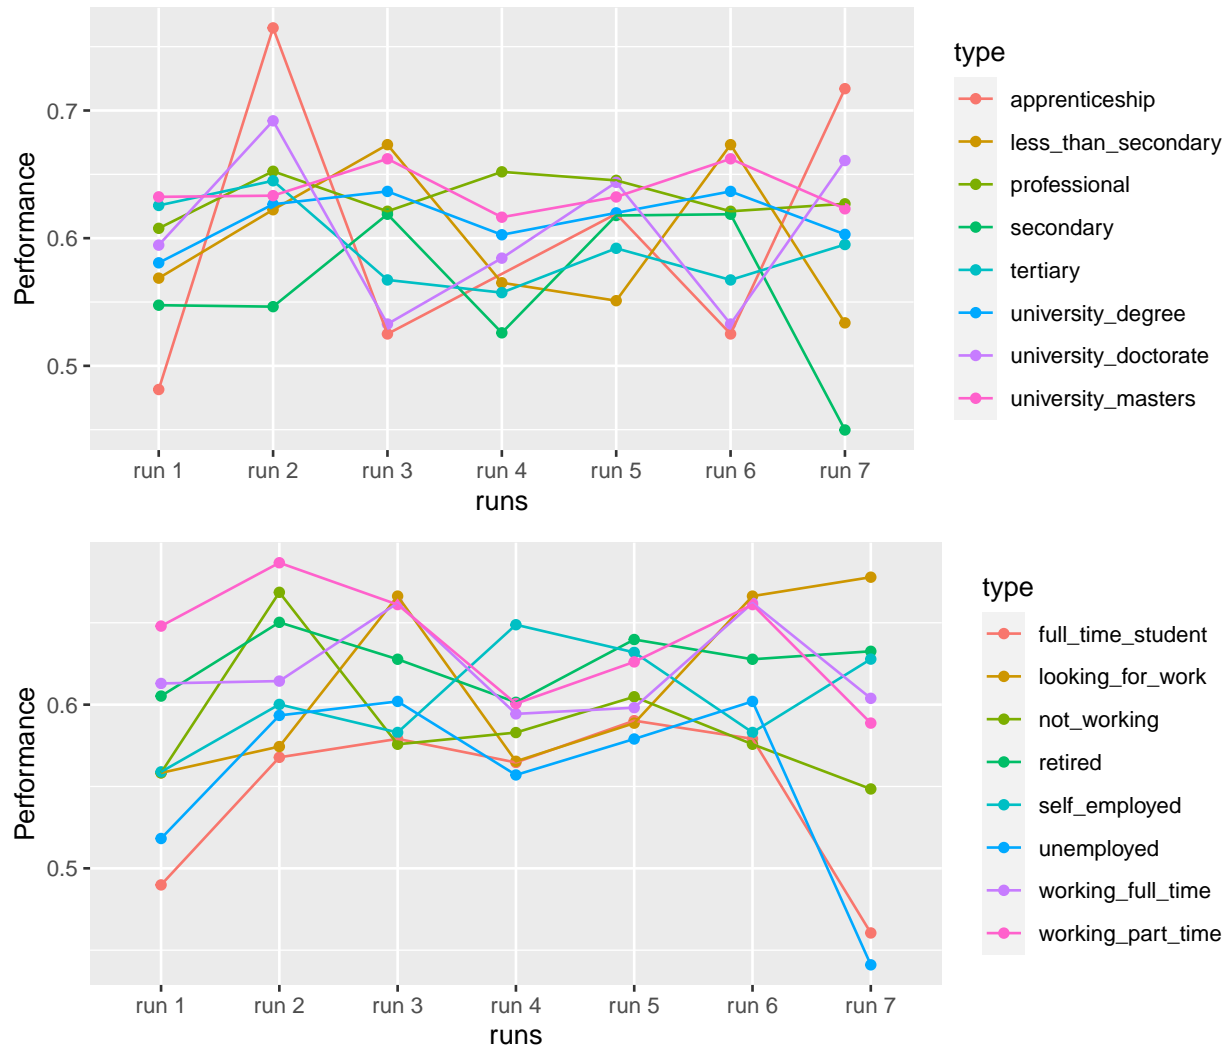 type
apprenticeship
less_than_secondary
professional
secondary
tertiary
university_degree
university_doctorate
university_masters
Performance
0.7
0.6
0.5
run 1 run 2 run 3 run 4 run 5 run 6 run 7
runs
type
full_time_student
looking_for_work
not_working
retired
self_employed
unemployed
working_full_time
working_part_time
Performance
0.6
0.5
run 1 run 2 run 3 run 4 run 5 run 6 run 7
runs